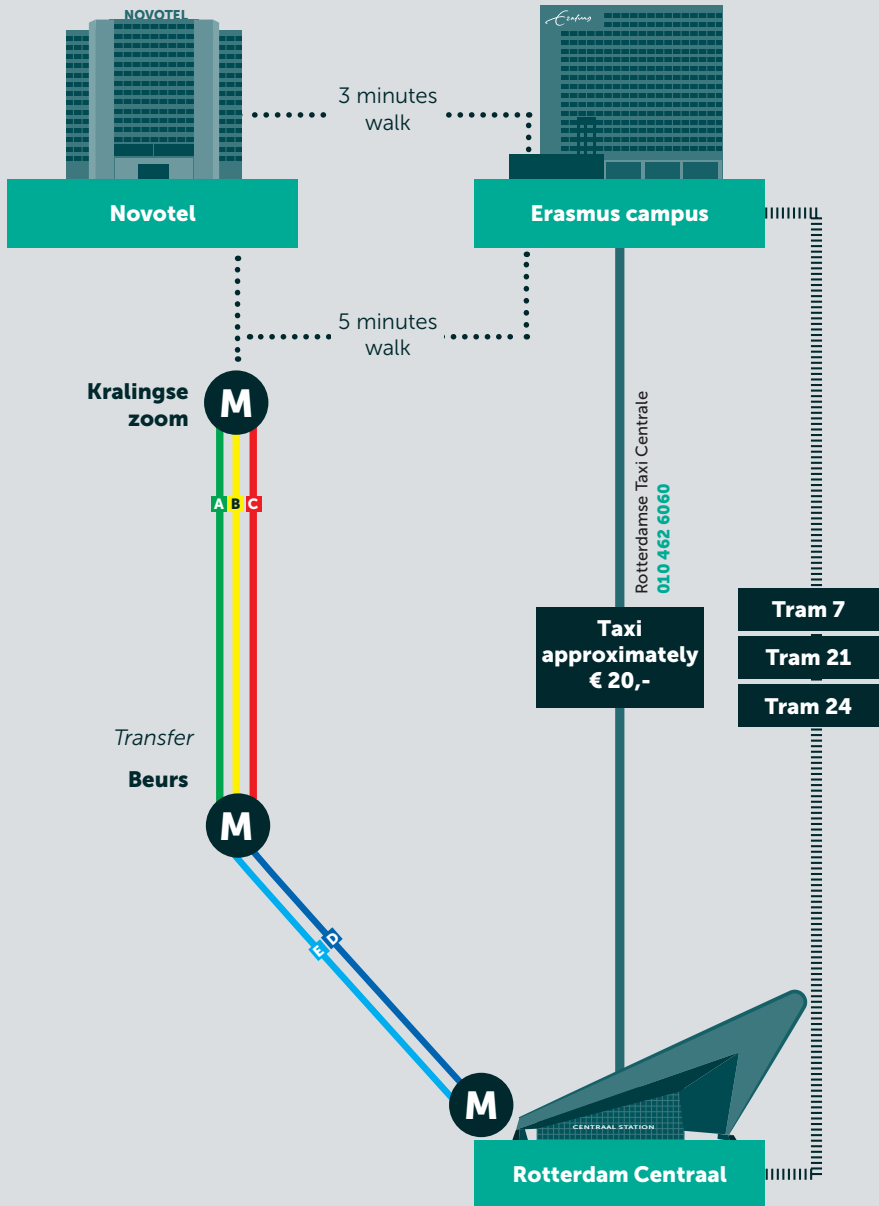 NOVOTEL
Erasmus
3 minutes
walk
Novotel
Erasmus campus
5 minutes
walk
Kralingse
zoom
M
A B C
Rotterdamse Taxi Centrale
010 462 6060
Taxi
approximately
€ 20,-
Tram 7
Tram 21
Tram 24
Transfer
Beurs
M
E D
M
CENTRAAL STATION
Rotterdam Centraal